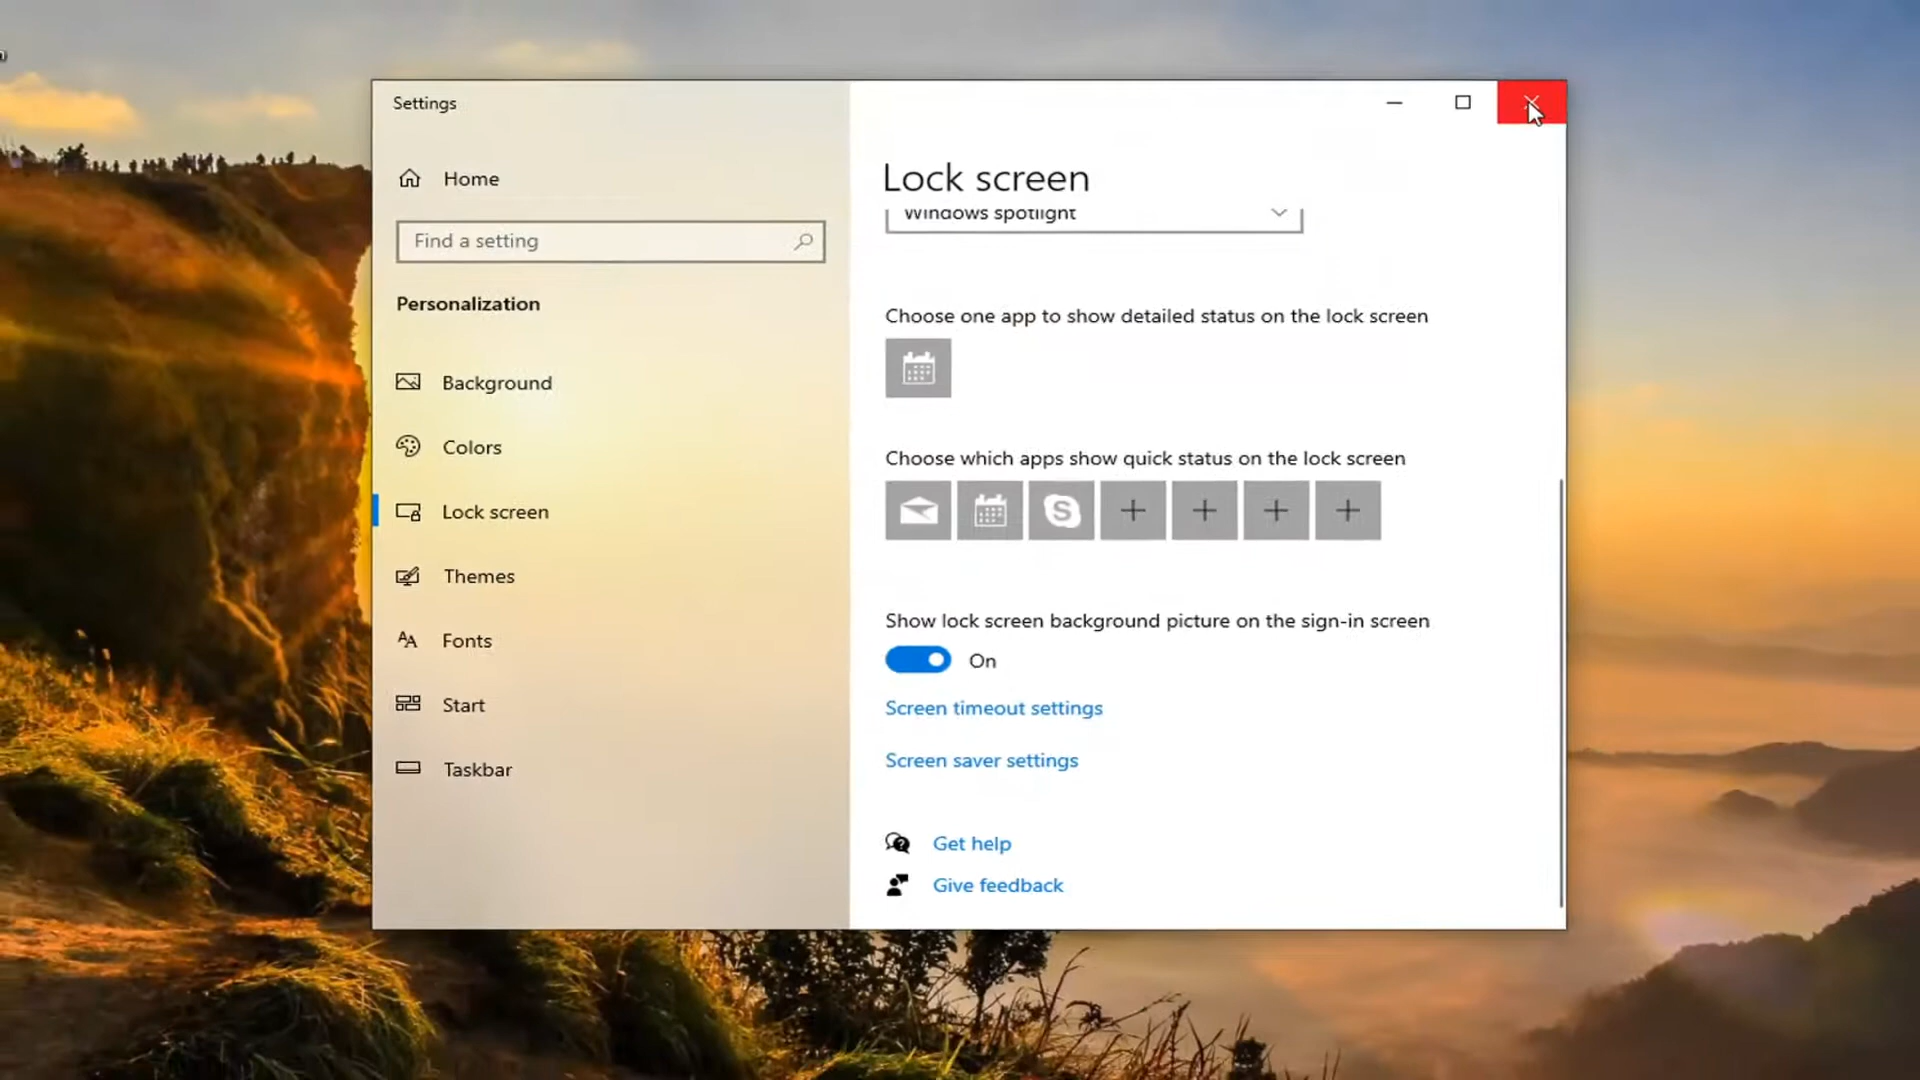 Settings
Home
Find a setting
Personalization
Background
Colors
Lock screen
Themes
Fonts
Start
Taskbar
Lock screen
Windows spotlight
Choose one app to show detailed status on the lock screen
Choose which apps show quick status on the lock screen
Show lock screen background picture on the sign-in screen
On
Screen timeout settings
Screen saver settings
Get help
Give feedback